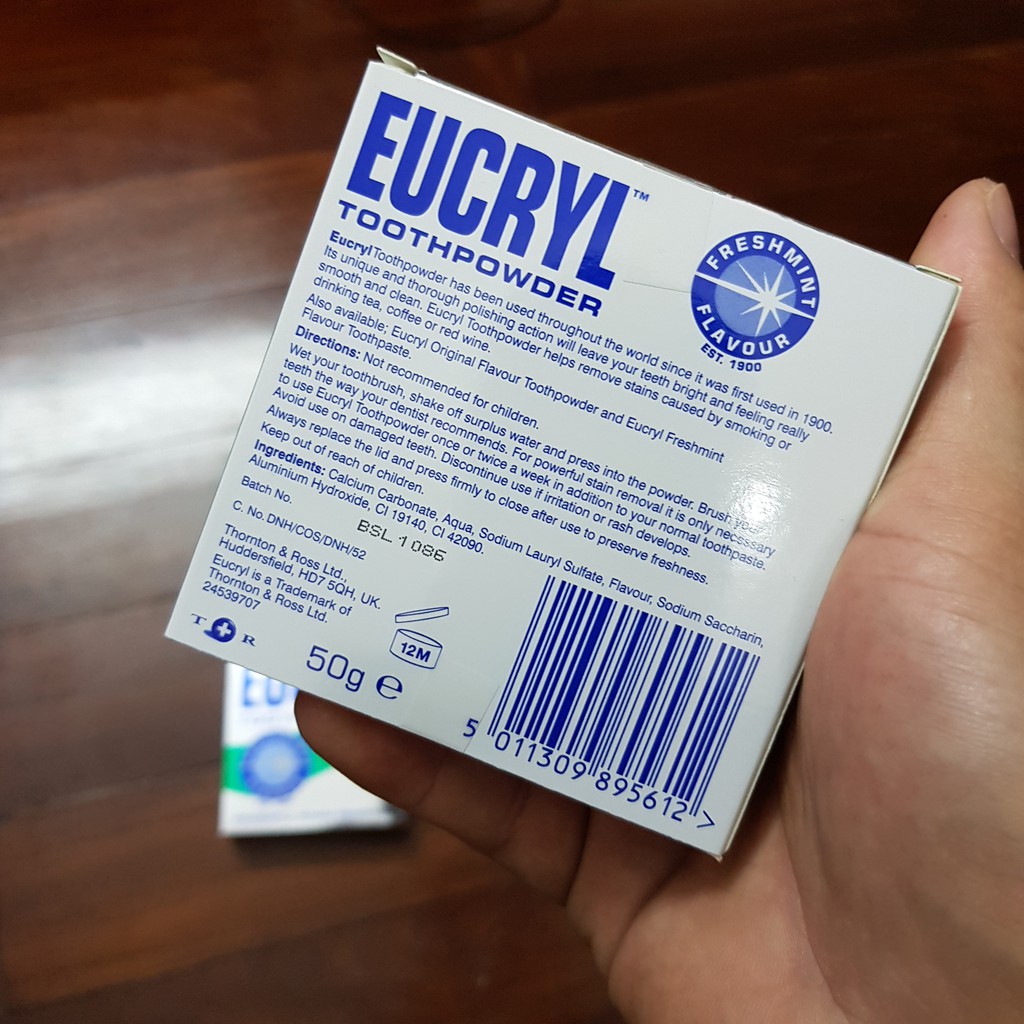 EUCRYL™
TOOTHPOWDER
FRESHMINT
FLAVOUR
EST. 1900
Eucryl Toothpowder has been used throughout the world since it was first used in 1900.
Its unique and thorough polishing action will leave your teeth bright and feeling really
smooth and clean. Eucryl Toothpowder helps remove stains caused by smoking or
drinking tea, coffee or red wine.
Also available; Eucryl Original Flavour Toothpowder and Eucryl Freshmint
Flavour Toothpaste.
Directions: Not recommended for children.
Wet your toothbrush, shake off surplus water and press into the powder. Brush your
teeth the way your dentist recommends. For powerful stain removal it is only necessary
to use Eucryl Toothpowder once or twice a week in addition to your normal toothpaste.
Avoid use on damaged teeth. Discontinue use if irritation or rash develops.
Always replace the lid and press firmly to close after use to preserve freshness.
Keep out of reach of children.
Ingredients: Calcium Carbonate, Aqua, Sodium Lauryl Sulfate, Flavour, Sodium Saccharin,
Aluminium Hydroxide, CI 19140, CI 42090.
Batch No.
BSL 1086
C. No. DNH/COS/DNH/52
Thornton & Ross Ltd.,
Huddersfield, HD7 5QH, UK.
Eucryl is a Trademark of
Thornton & Ross Ltd.
24539707
T R
50g e
12M
5 011309 895612 >
EU